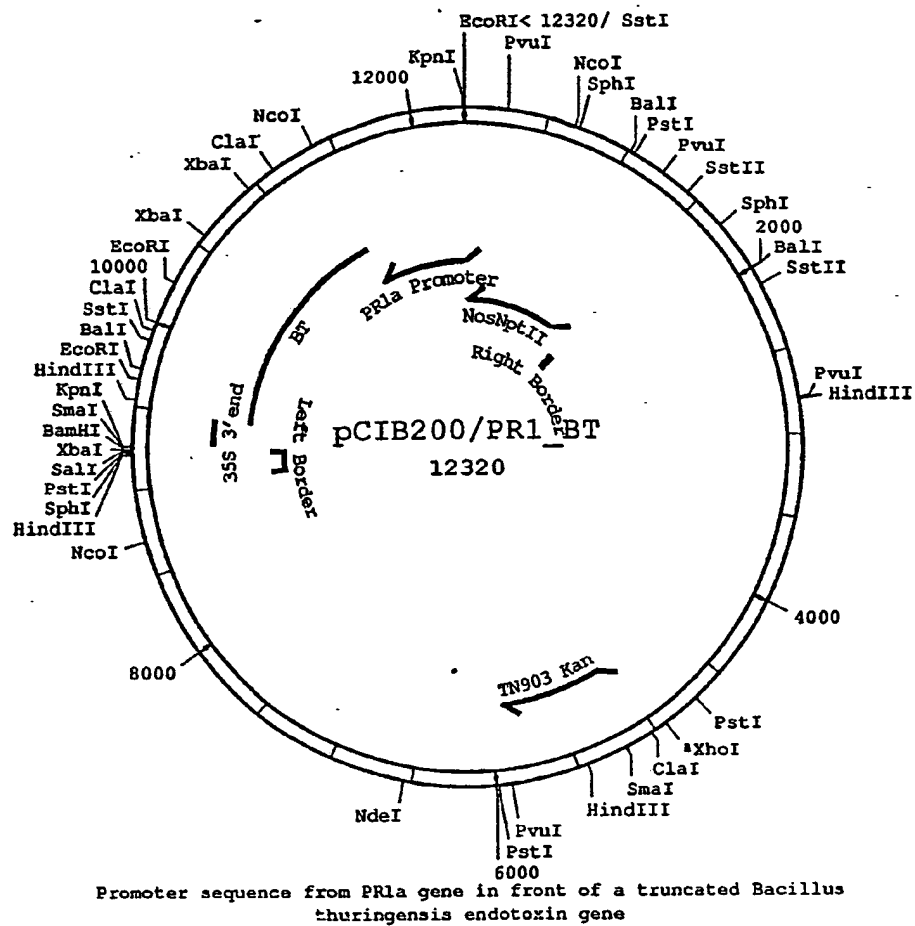 EcoRI< 12320/ SstI
PvuI
NcoI
SphI
BalI
PstI
PvuI
SstII
SphI
2000
BalI
SstII
PvuI
HindIII
4000
PstI
XhoI
ClaI
SmaI
HindIII
PvuI
PstI
6000
NdeI
8000
NcoI
HindIII
SphI
PstI
SalI
XbaI
BamHI
SmaI
KpnI
HindIII
EcoRI
BalI
SstI
ClaI
10000
EcoRI
XbaI
XbaI
ClaI
NcoI
12000
KpnI
PR1a Promoter
NosNptII
Right Border
BT
35S 3' end
Left Border
pCIB200/PR1_BT
12320
TN903 Kan
Promoter sequence from PR1a gene in front of a truncated Bacillus
thuringensis endotoxin gene